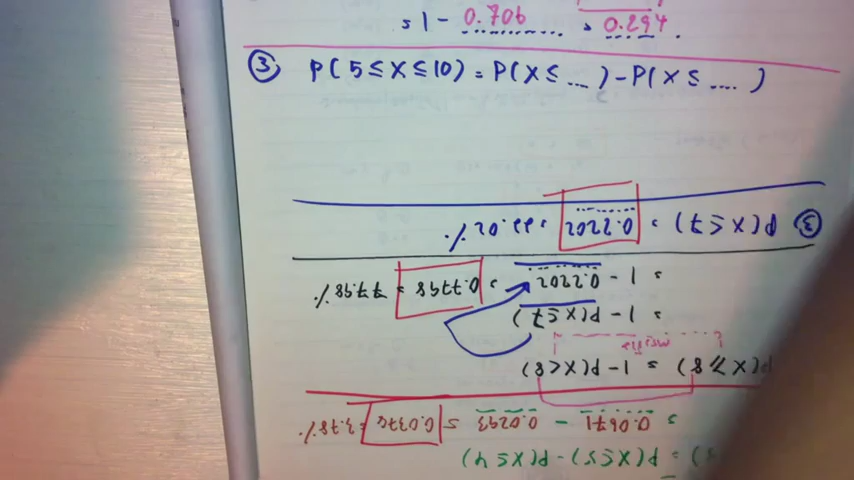 = 1 - 0.706 = 0.294.
③ P(5≤X≤10) = P(X≤ ....) - P(X≤ ....)
= P(X≤5) - P(X≤4)
= 0.0671 - 0.0293 = 0.0378 = 3.78%
P(X≥8) = 1 - P(X<8)
= 1 - P(X≤7)
= 1 - 0.2202 = 0.7798 = 77.98%
③ P(X≤7) = 0.2202 = 22.02%